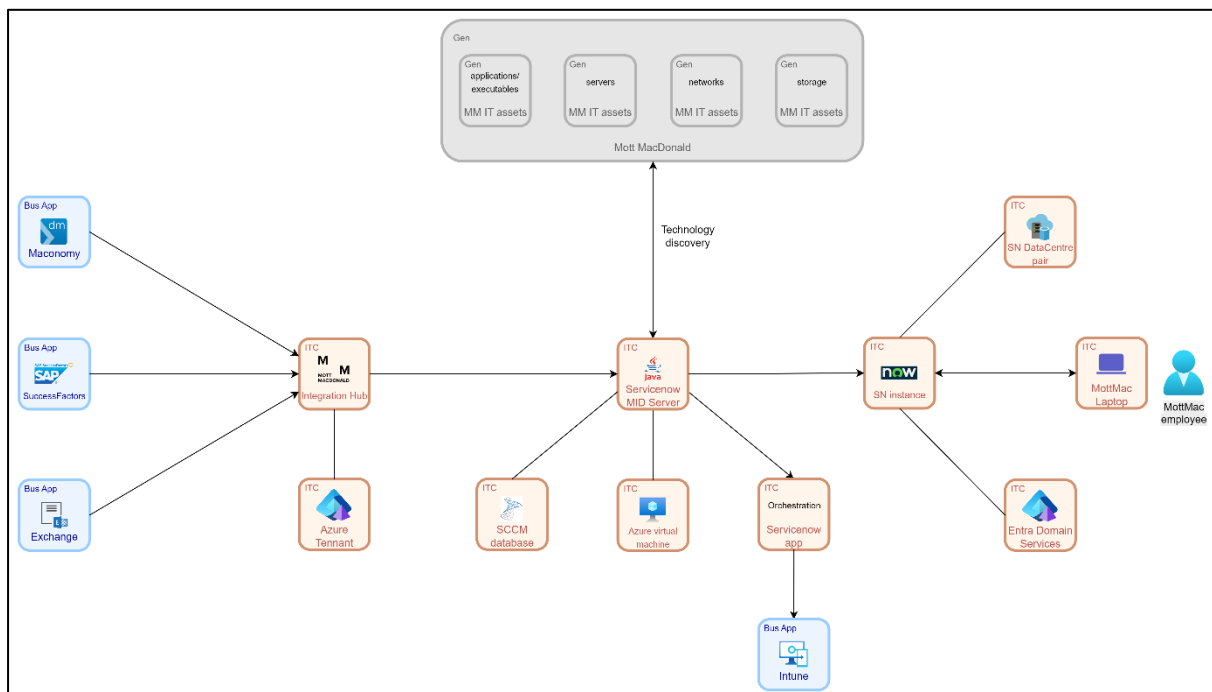 Gen
Gen
applications/
executables
MM IT assets
Gen
servers
MM IT assets
Gen
networks
MM IT assets
Gen
storage
MM IT assets
Mott MacDonald
Technology
discovery
Bus App
dm
Maconomy
ITC
SN DataCentre
pair
Bus App
SAP
SuccessFactors
ITC
M
M
MOTT
MACDONALD
Integration Hub
ITC
Java
Servicenow
MID Server
ITC
now
SN instance
ITC
MottMac
Laptop
MottMac
employee
Bus App
Exchange
ITC
Azure
Tennant
ITC
SCCM
database
ITC
Azure virtual
machine
ITC
Orchestration
Servicenow
app
ITC
Entra Domain
Services
Bus App
Intune